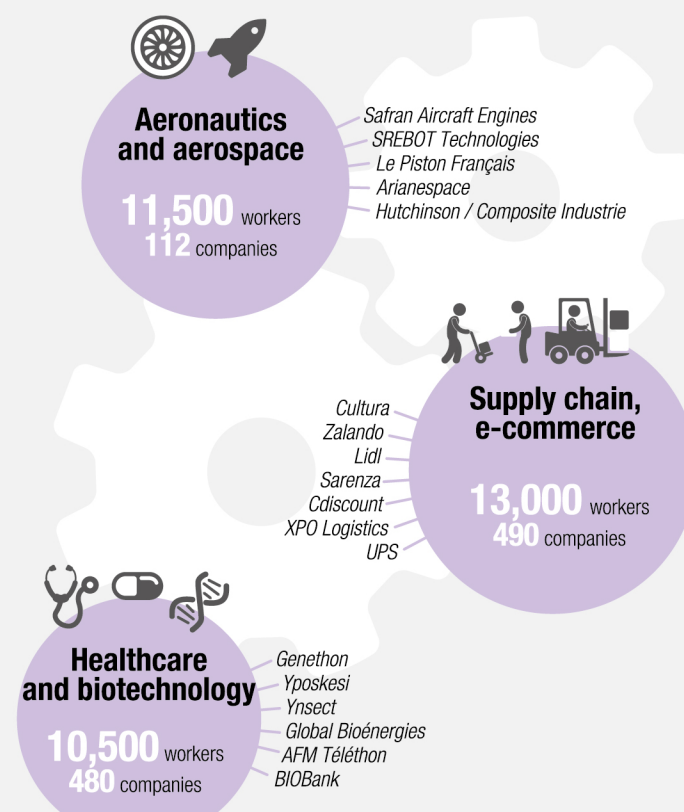 Aeronautics
and aerospace
11,500 workers
112 companies
Safran Aircraft Engines
SREBOT Technologies
Le Piston Français
Arianespace
Hutchinson / Composite Industrie
Supply chain,
e-commerce
13,000 workers
490 companies
Cultura
Zalando
Lidl
Sarenza
Cdiscount
XPO Logistics
UPS
Healthcare
and biotechnology
10,500 workers
480 companies
Genethon
Yposkesi
Ynsect
Global Bioénergies
AFM Téléthon
BIOBank